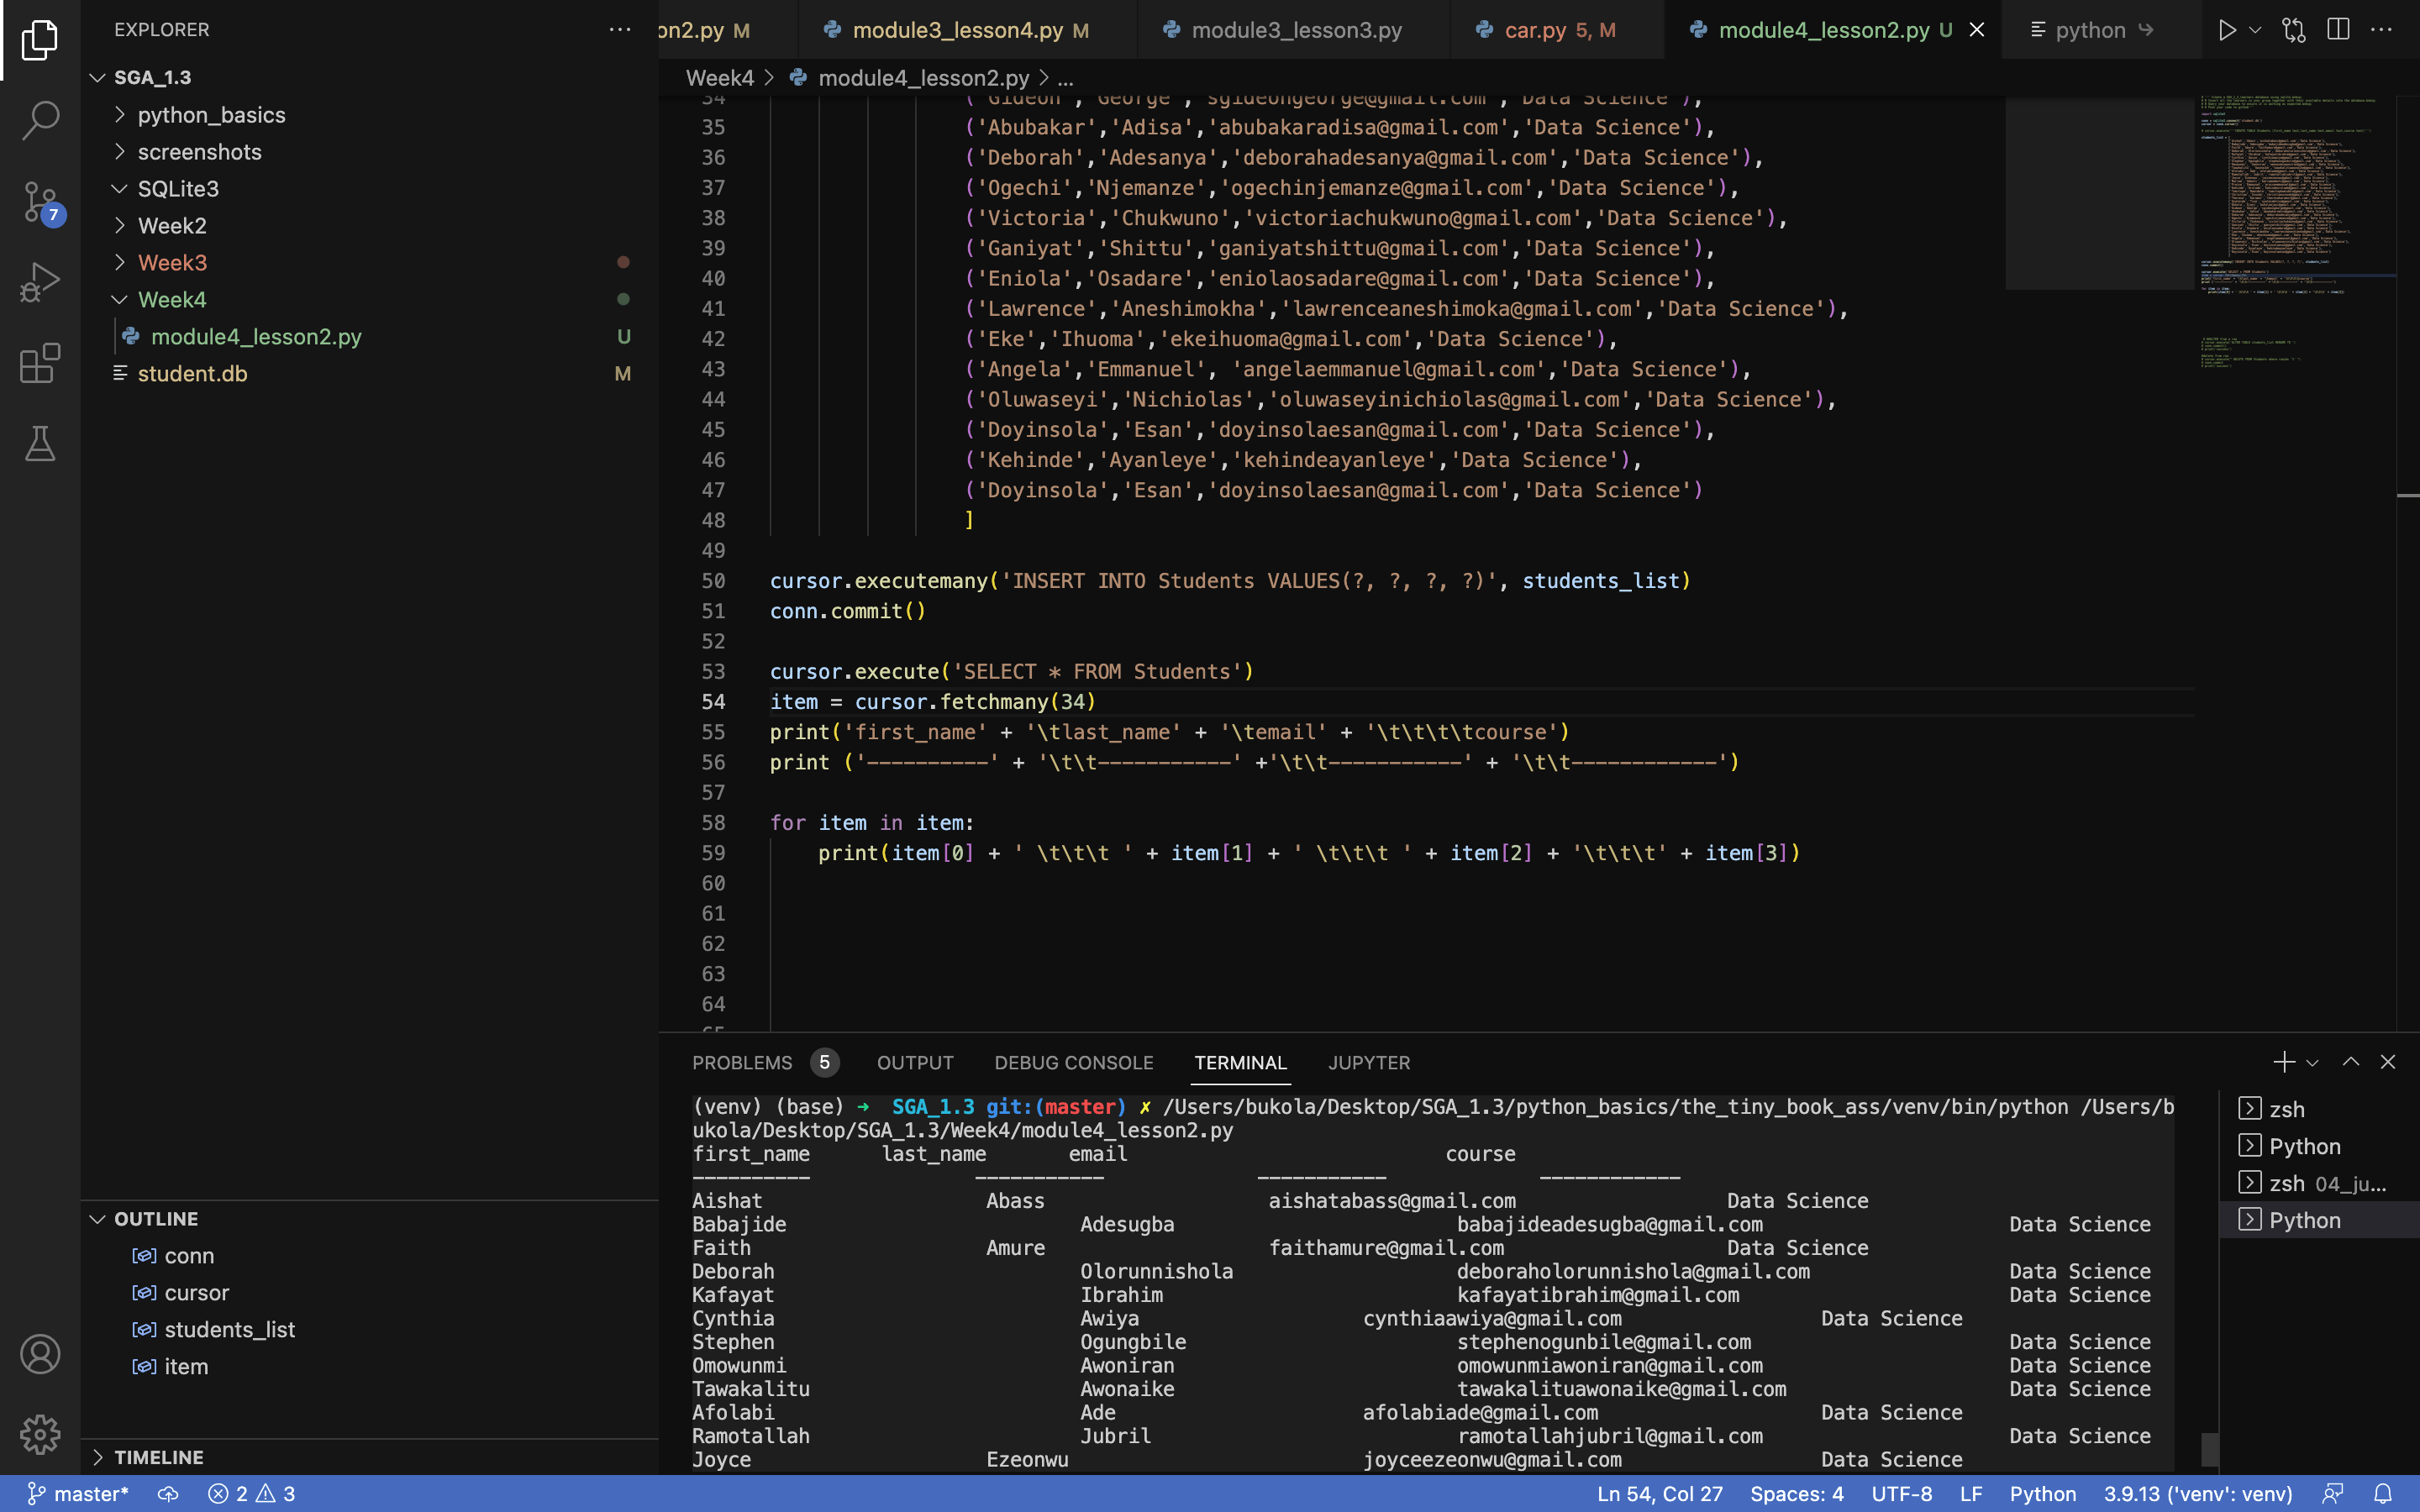 EXPLORER
SGA_1.3
python_basics
screenshots
SQLite3
Week2
Week3
Week4
module4_lesson2.py U
student.db M
7
OUTLINE
conn
cursor
students_list
item
TIMELINE
on2.py M module3_lesson4.py M module3_lesson3.py car.py 5, M module4_lesson2.py U python
Week4 > module4_lesson2.py > ...
34 ('Gideon','George','sgideongeorge@gmail.com','Data Science'),
35 ('Abubakar','Adisa','abubakaradisa@gmail.com','Data Science'),
36 ('Deborah','Adesanya','deborahadesanya@gmail.com','Data Science'),
37 ('Ogechi','Njemanze','ogechinjemanze@gmail.com','Data Science'),
38 ('Victoria','Chukwuno','victoriachukwuno@gmail.com','Data Science'),
39 ('Ganiyat','Shittu','ganiyatshittu@gmail.com','Data Science'),
40 ('Eniola','Osadare','eniolaosadare@gmail.com','Data Science'),
41 ('Lawrence','Aneshimokha','lawrenceaneshimoka@gmail.com','Data Science'),
42 ('Eke','Ihuoma','ekeihuoma@gmail.com','Data Science'),
43 ('Angela','Emmanuel', 'angelaemmanuel@gmail.com','Data Science'),
44 ('Oluwaseyi','Nichiolas','oluwaseyinichiolas@gmail.com','Data Science'),
45 ('Doyinsola','Esan','doyinsolaesan@gmail.com','Data Science'),
46 ('Kehinde','Ayanleye','kehindeayanleye','Data Science'),
47 ('Doyinsola','Esan','doyinsolaesan@gmail.com','Data Science')
48 ]
49
50 cursor.executemany('INSERT INTO Students VALUES(?, ?, ?, ?)', students_list)
51 conn.commit()
52
53 cursor.execute('SELECT * FROM Students')
54 item = cursor.fetchmany(34)
55 print('first_name' + '\tlast_name' + '\temail' + '\t\t\t\tcourse')
56 print ('----------' + '\t\t-----------' +'\t\t-----------' + '\t\t------------')
57
58 for item in item:
59 print(item[0] + ' \t\t\t ' + item[1] + ' \t\t\t ' + item[2] + '\t\t\t' + item[3])
60
61
62
63
64
65
PROBLEMS 5 OUTPUT DEBUG CONSOLE TERMINAL JUPYTER
(venv) (base) ➜ SGA_1.3 git:(master) ✗ /Users/bukola/Desktop/SGA_1.3/python_basics/the_tiny_book_ass/venv/bin/python /Users/b
ukola/Desktop/SGA_1.3/Week4/module4_lesson2.py
first_name last_name email course
---------- ----------- ----------- ------------
Aishat Abass aishatabass@gmail.com Data Science
Babajide Adesugba babajideadesugba@gmail.com Data Science
Faith Amure faithamure@gmail.com Data Science
Deborah Olorunnishola deboraholorunnishola@gmail.com Data Science
Kafayat Ibrahim kafayatibrahim@gmail.com Data Science
Cynthia Awiya cynthiaawiya@gmail.com Data Science
Stephen Ogungbile stephenogunbile@gmail.com Data Science
Omowunmi Awoniran omowunmiawoniran@gmail.com Data Science
Tawakalitu Awonaike tawakalituawonaike@gmail.com Data Science
Afolabi Ade afolabiade@gmail.com Data Science
Ramotallah Jubril ramotallahjubril@gmail.com Data Science
Joyce Ezeonwu joyceezeonwu@gmail.com Data Science
zsh
Python
zsh 04_ju...
Python
master* 2 3 Ln 54, Col 27 Spaces: 4 UTF-8 LF Python 3.9.13 ('venv': venv)